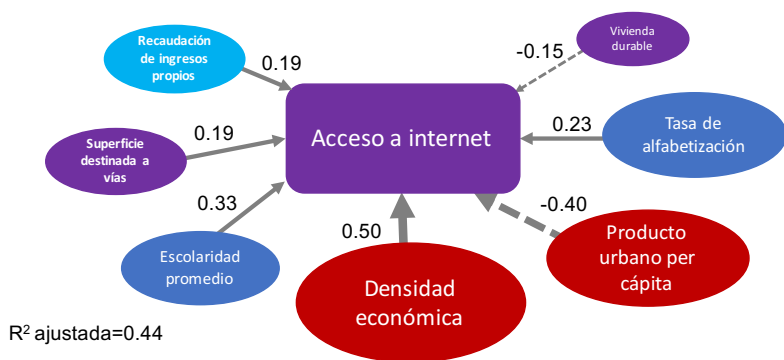 Recaudación
de ingresos
propios
0.19
-0.15
Vivienda
durable
Acceso a internet
0.19
Superficie
destinada a
vías
0.23
Tasa de
alfabetización
0.33
Escolaridad
promedio
0.50
Densidad
económica
-0.40
Producto
urbano per
cápita
R² ajustada=0.44